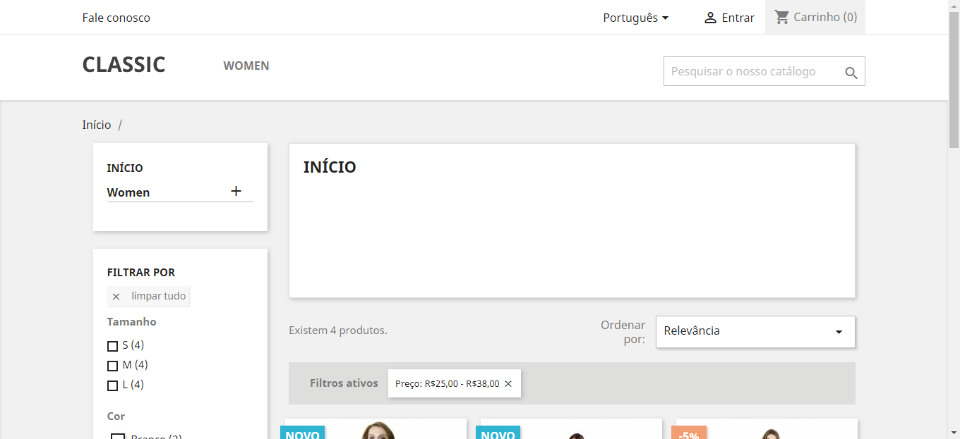 Fale conosco
Português
Entrar
Carrinho (0)
CLASSIC
WOMEN
Pesquisar o nosso catálogo
Início /
INÍCIO
Women
INÍCIO
FILTRAR POR
limpar tudo
Tamanho
S (4)
M (4)
L (4)
Cor
Branco (2)
Existem 4 produtos.
Ordenar por:
Relevância
Filtros ativos
Preço: R$25,00 - R$38,00
NOVO
NOVO
-5%